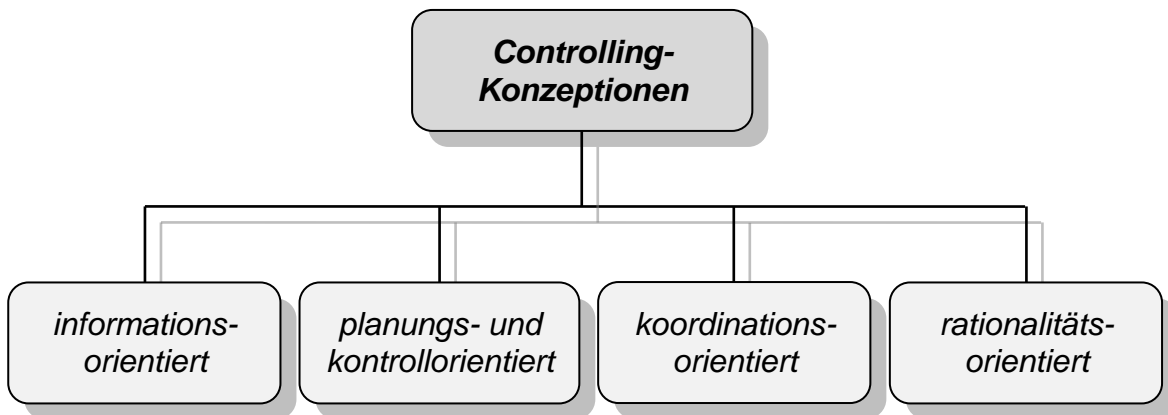 Controlling-
Konzeptionen
informations-
orientiert
planungs- und
kontrollorientiert
koordinations-
orientiert
rationalitäts-
orientiert